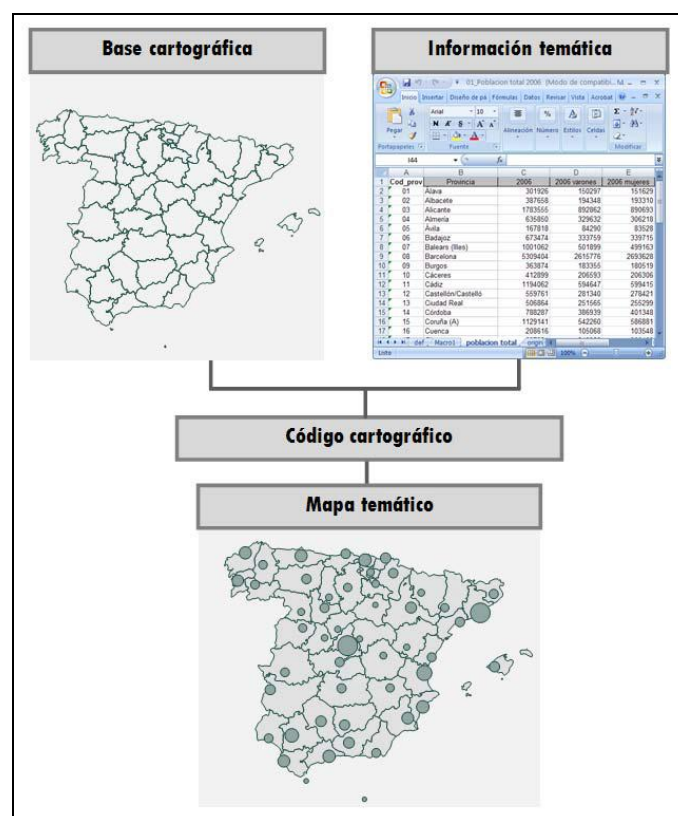 Base cartográfica
Información temática
01_Poblacion total 2006 (Modo de compatibi...
Inicio Insertar Diseño de pá Fórmulas Datos Revisar Vista Acrobat
Arial 10
Pegar N K S A A Alineación Número Estilos Celdas
Portapapeles Fuente Modificar
I44 fx
A B C D E
1 Cod_prov Provincia 2006 2006 varones 2006 mujeres
2 01 Álava 301926 150297 151629
3 02 Albacete 387658 194348 193310
4 03 Alicante 1783555 892862 890693
5 04 Almería 635850 329632 306218
6 05 Ávila 167818 84290 83528
7 06 Badajoz 673474 333759 339715
8 07 Balears (Illes) 1001062 501899 499163
9 08 Barcelona 5309404 2615776 2693628
10 09 Burgos 363874 183355 180519
11 10 Cáceres 412899 206593 206306
12 11 Cádiz 1194062 594647 599415
13 12 Castellón/Castelló 559761 281340 278421
14 13 Ciudad Real 506864 251565 255299
15 14 Córdoba 788287 386939 401348
16 15 Coruña (A) 1129141 542260 586881
17 16 Cuenca 208616 105068 103548
def Macro1 poblacion total origin
Listo 100%
Código cartográfico
Mapa temático